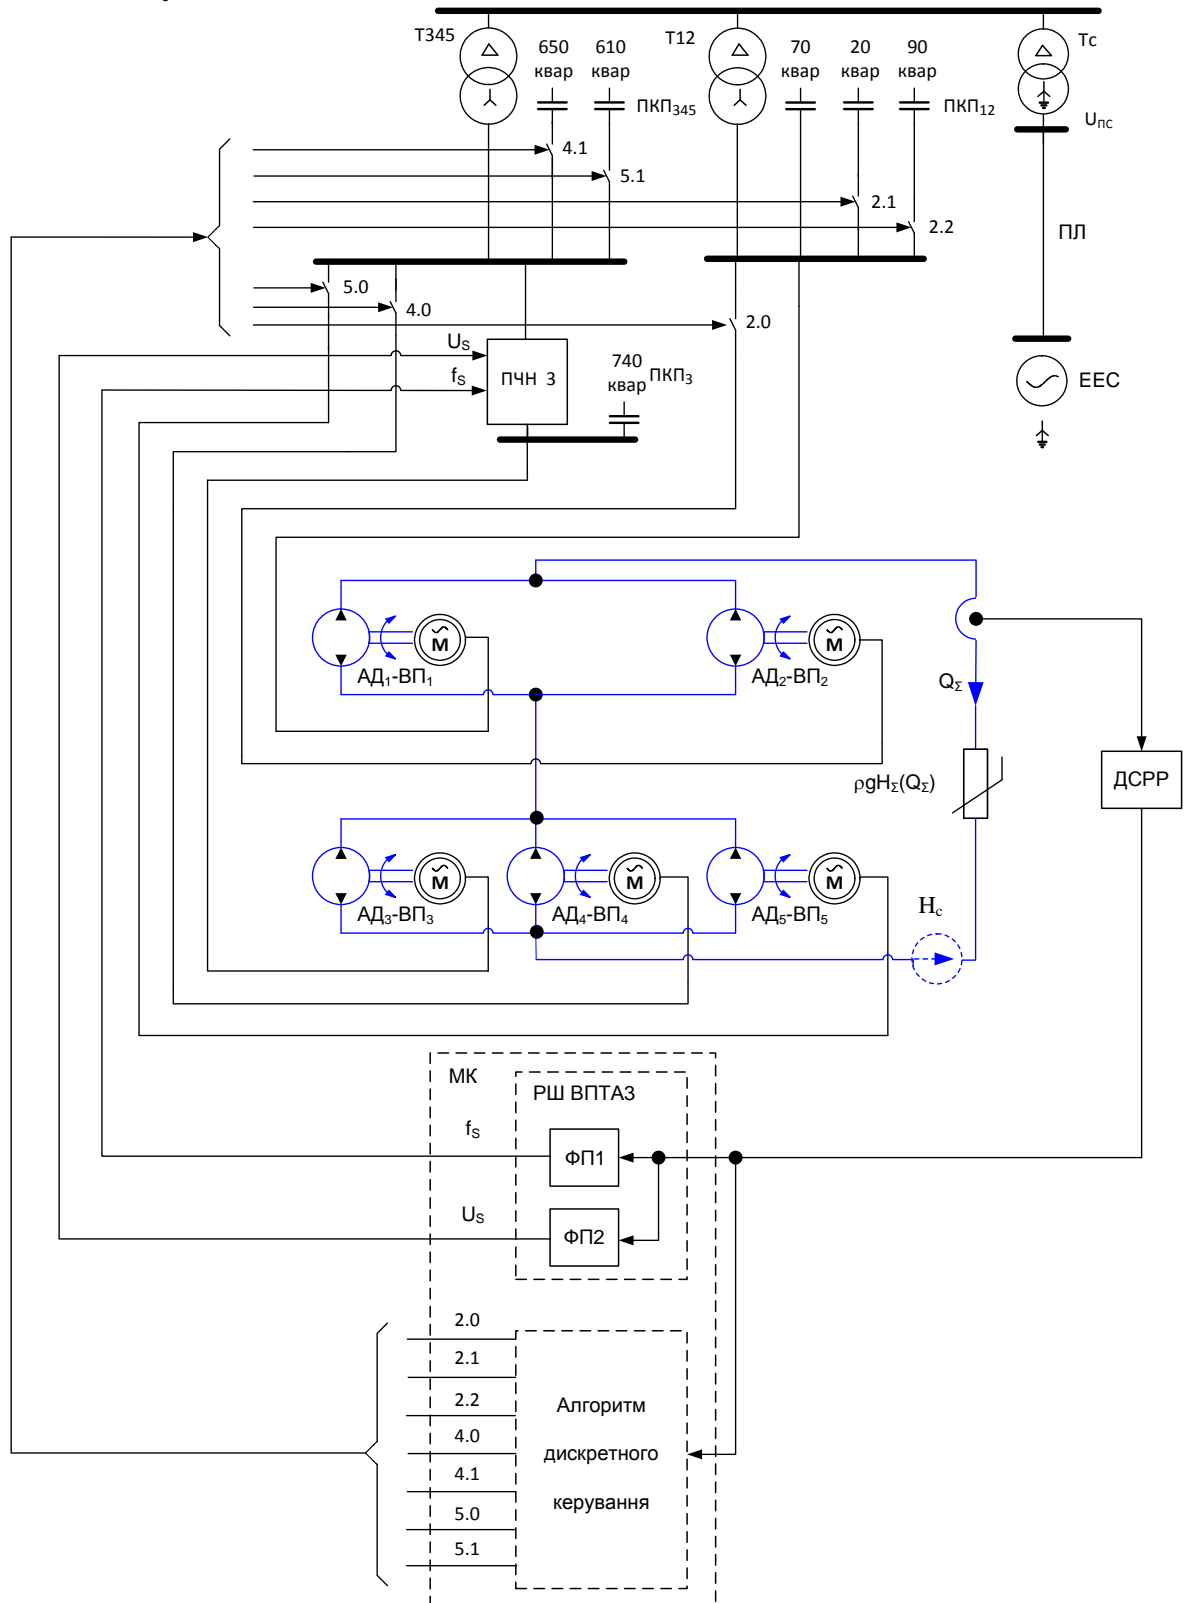 Т345
650
квар
610
квар
ПКП345
Т12
70
квар
20
квар
90
квар
ПКП12
Тс
Uпс
4.1
5.1
2.1
2.2
ПЛ
5.0
4.0
2.0
US
fS
ПЧН 3
740
квар
ПКП3
ЕЕС
М
АД1-ВП1
М
АД2-ВП2
QΣ
ρgHΣ(QΣ)
ДСРР
М
АД3-ВП3
М
АД4-ВП4
М
АД5-ВП5
Hc
МК
РШ ВПТАЗ
fS
ФП1
US
ФП2
2.0
2.1
2.2
4.0
4.1
5.0
5.1
Алгоритм
дискретного
керування